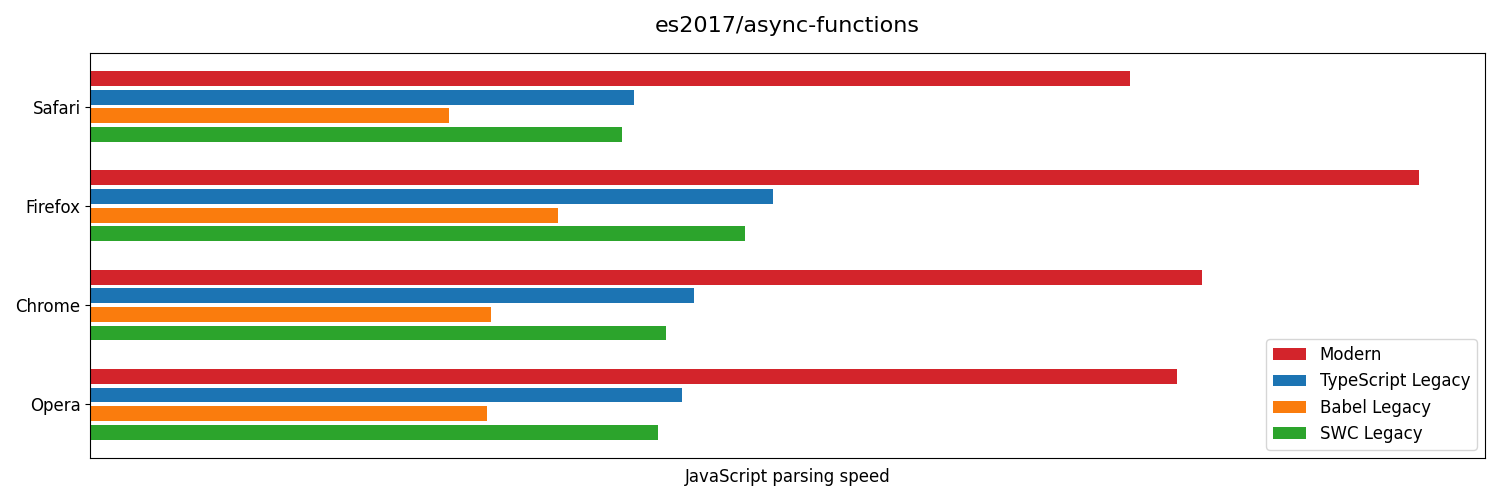 es2017/async-functions
Safari
Firefox
Chrome
Opera
Modern
TypeScript Legacy
Babel Legacy
SWC Legacy
JavaScript parsing speed